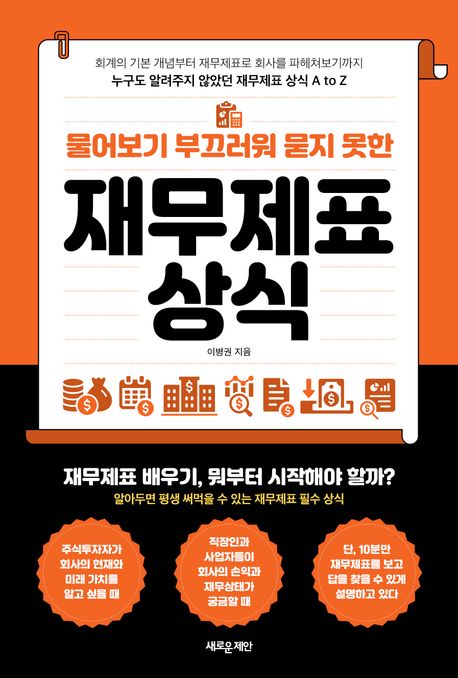 회계의 기본 개념부터 재무제표로 회사를 파헤쳐보기까지
누구도 알려주지 않았던 재무제표 상식 A to Z
물어보기 부끄러워 묻지 못한
재무제표
상식
이병권 지음
재무제표 배우기, 뭐부터 시작해야 할까?
알아두면 평생 써먹을 수 있는 재무제표 필수 상식
주식투자자가
회사의 현재와
미래 가치를
알고 싶을 때
직장인과
사업자들이
회사의 손익과
재무상태가
궁금할 때
단, 10분만
재무제표를 보고
답을 찾을 수 있게
설명하고 있다
새로운제안